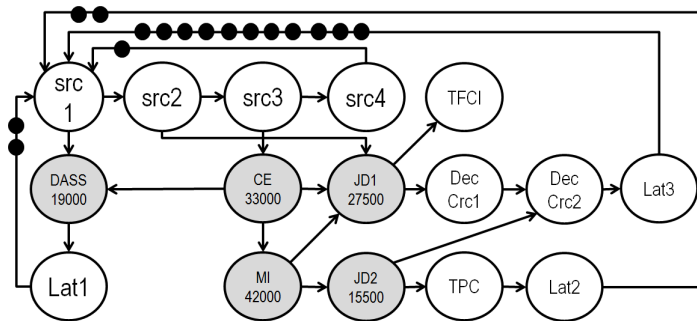 src
1
src2
src3
src4
TFCI
DASS
19000
CE
33000
JD1
27500
Dec
Crc1
Dec
Crc2
Lat3
Lat1
MI
42000
JD2
15500
TPC
Lat2